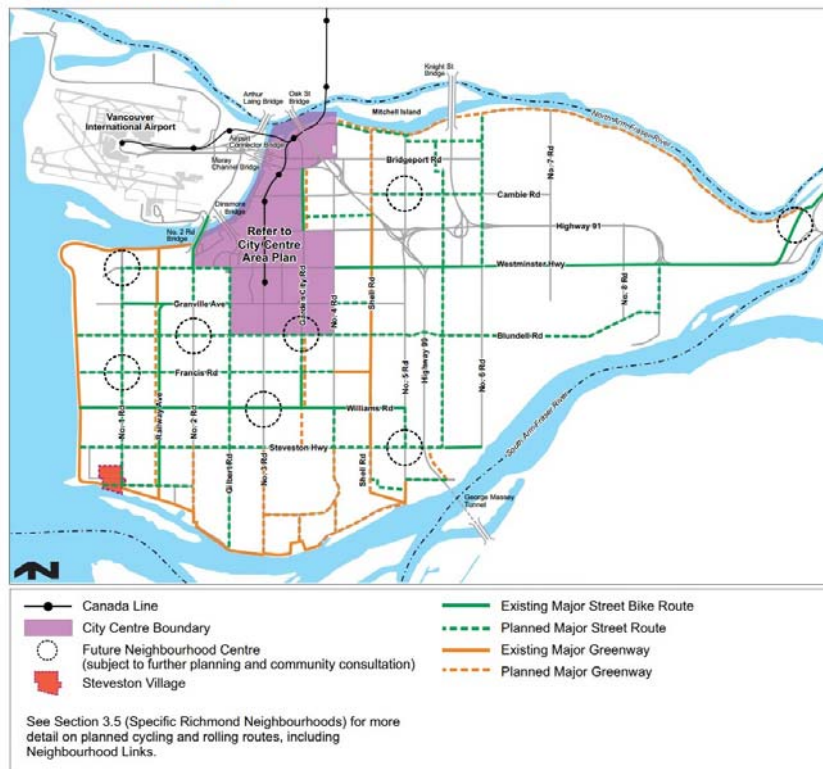 Knight St
Bridge
Arthur
Laing Bridge
Oak St
Bridge
Mitchell Island
Vancouver
International Airport
North Arm Fraser River
Airport
Connector Bridge
Moray
Channel Bridge
Bridgeport Rd
No. 7 Rd
Cambie Rd
Dinsmore
Bridge
No. 2 Rd
Bridge
Refer to
City Centre
Area Plan
Highway 91
Westminster Hwy
Garden City Rd
Granville Ave
No. 4 Rd
Shell Rd
No. 8 Rd
Blundell Rd
Francis Rd
No. 1 Rd
Railway Ave
No. 2 Rd
No. 5 Rd
Highway 99
No. 6 Rd
Williams Rd
Steveston Hwy
Gilbert Rd
No. 3 Rd
Shell Rd
South Arm Fraser River
George Massey
Tunnel
N
Canada Line
City Centre Boundary
Future Neighbourhood Centre
(subject to further planning and community consultation)
Steveston Village
Existing Major Street Bike Route
Planned Major Street Route
Existing Major Greenway
Planned Major Greenway
See Section 3.5 (Specific Richmond Neighbourhoods) for more
detail on planned cycling and rolling routes, including
Neighbourhood Links.